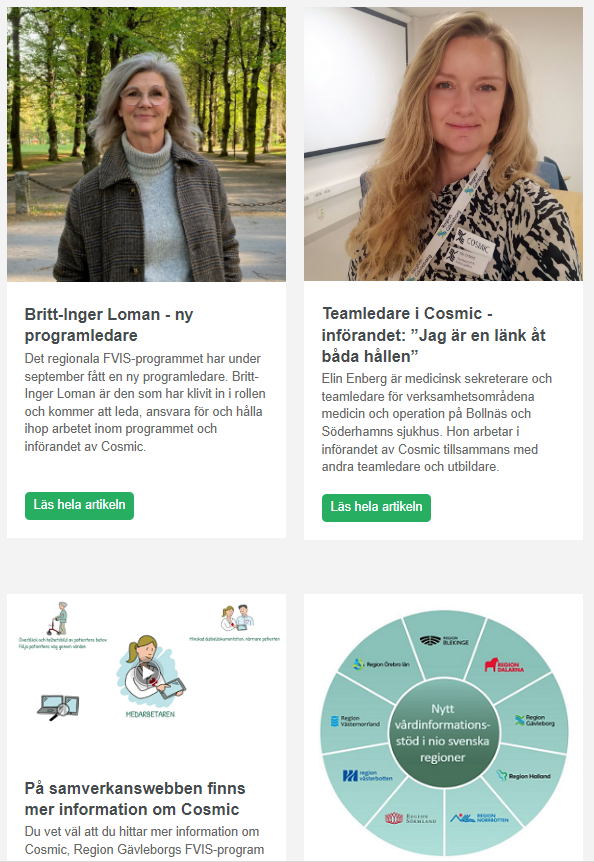 COSMIC
Britt-Inger Loman - ny
programledare
Det regionala FVIS-programmet har under
september fått en ny programledare. Britt-
Inger Loman är den som har klivit in i rollen
och kommer att leda, ansvara för och hålla
ihop arbetet inom programmet och
införandet av Cosmic.
Läs hela artikeln
Teamledare i Cosmic -
införandet: ”Jag är en länk åt
båda hållen”
Elin Enberg är medicinsk sekreterare och
teamledare för verksamhetsområdena
medicin och operation på Bollnäs och
Söderhamns sjukhus. Hon arbetar i
införandet av Cosmic tillsammans med
andra teamledare och utbildare.
Läs hela artikeln
Överblick och helhetsbild av patientens behov
Följa patientens väg genom vården
Minskad dubbeldokumentation, närmare patienten
MEDARBETAREN
På samverkanswebben finns
mer information om Cosmic
Du vet väl att du hittar mer information om
Cosmic, Region Gävleborgs FVIS-program
REGION
BLEKINGE
REGION
DALARNA
Region Örebro län
Region
Västernorrland
Region
Gävleborg
Nytt
vårdinformations-
stöd i nio svenska
regioner
region
västerbotten
Region Halland
REGION
SÖRMLAND
REGION
NORRBOTTEN